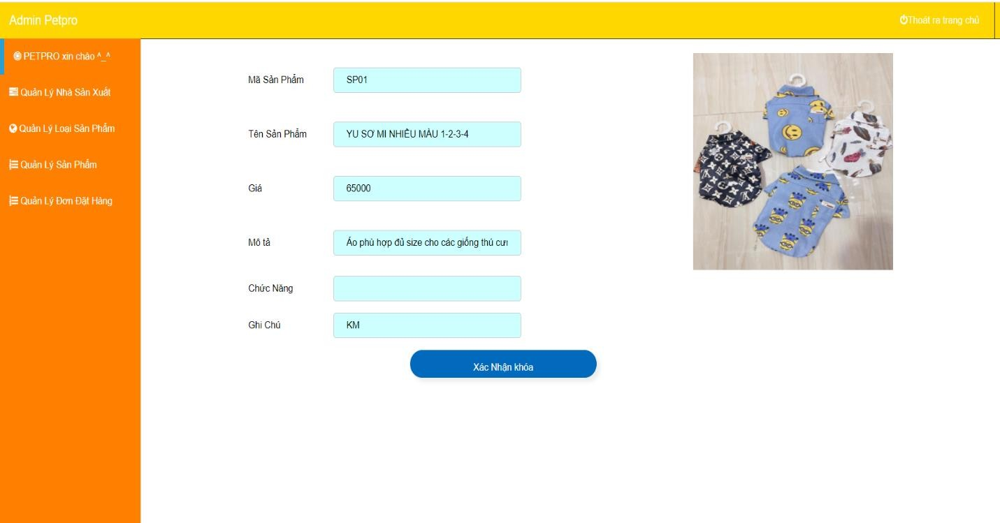 Admin Petpro
Thoát ra trang chủ
PETPRO xin chào ^_^
Quản Lý Nhà Sản Xuất
Quản Lý Loại Sản Phẩm
Quản Lý Sản Phẩm
Quản Lý Đơn Đặt Hàng
Mã Sản Phẩm SP01
Tên Sản Phẩm YU SƠ MI NHIỀU MÀU 1-2-3-4
Giá 65000
Mô tả Áo phù hợp đủ size cho các giống thú cưn
Chức Năng
Ghi Chú KM
Xác Nhận khóa